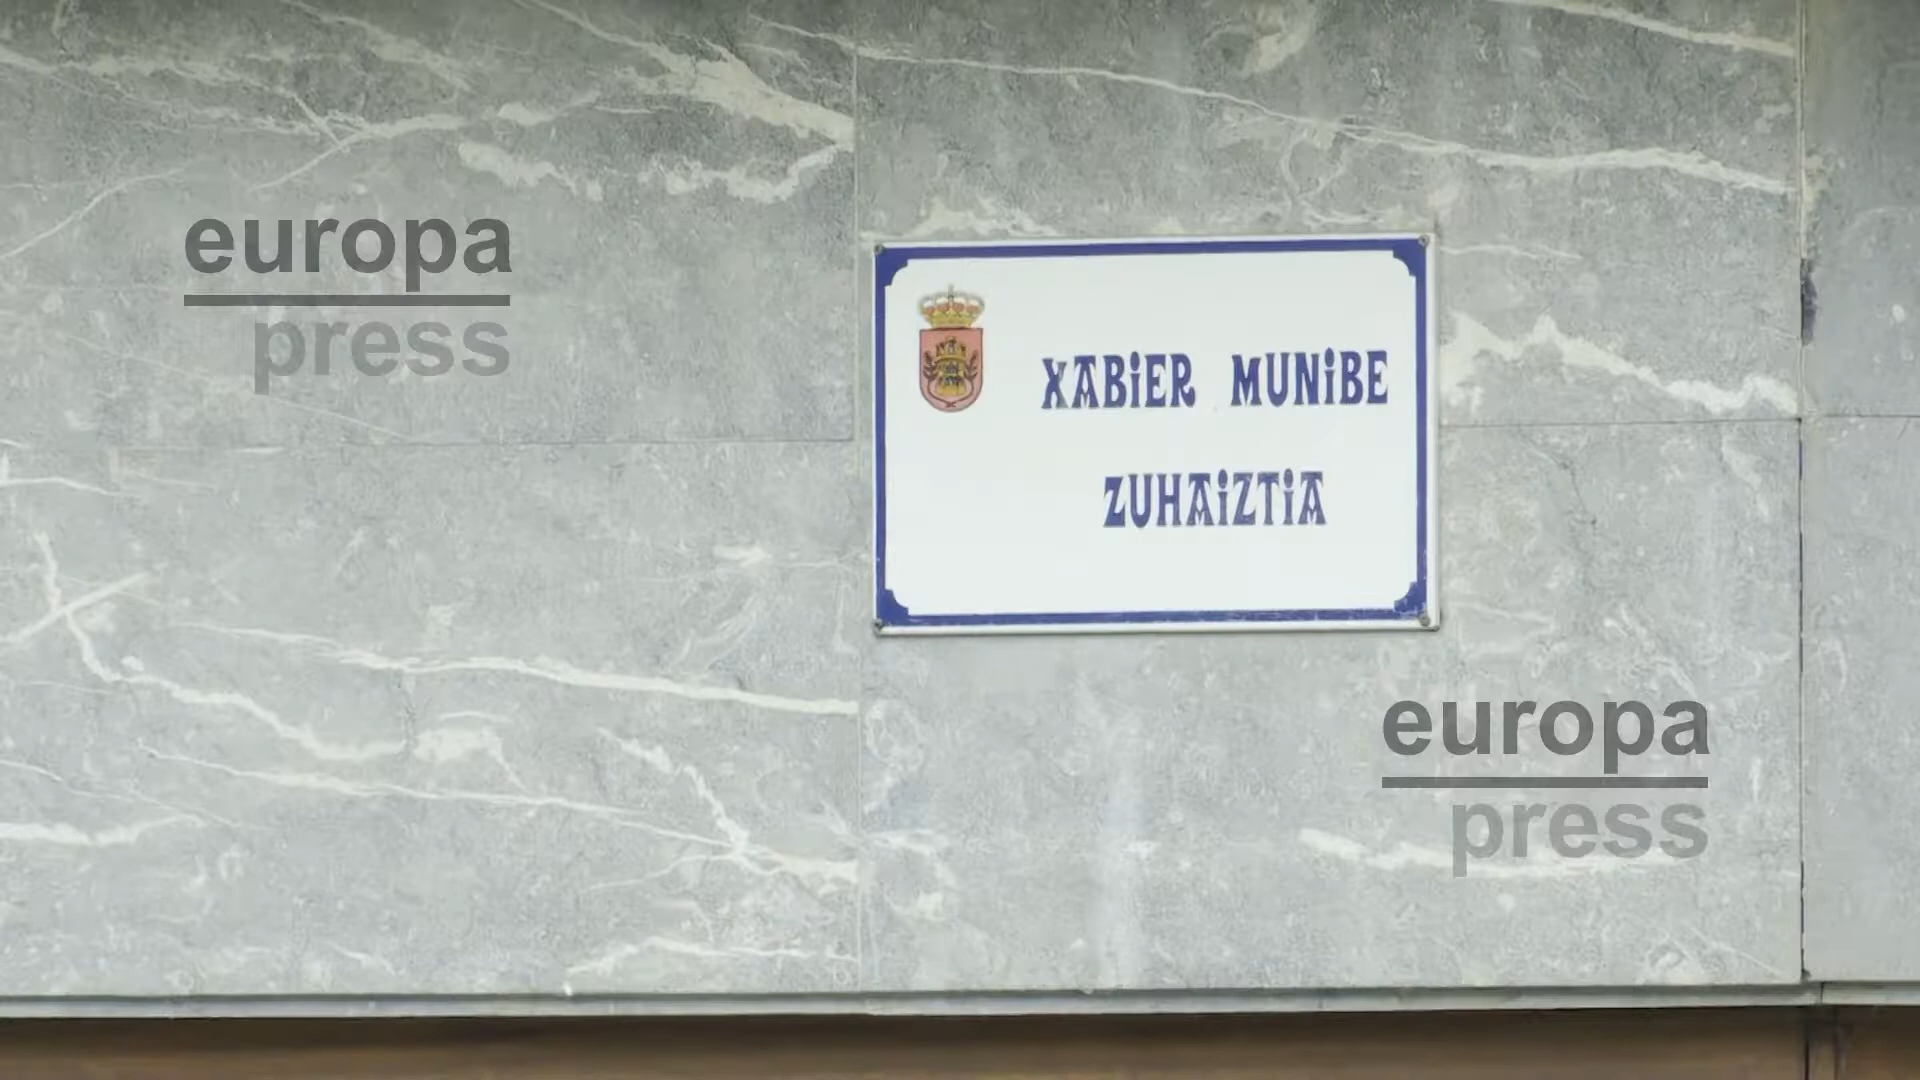 europa
press
XABiER MUNiBE
ZUHAiZTiA
europa
press